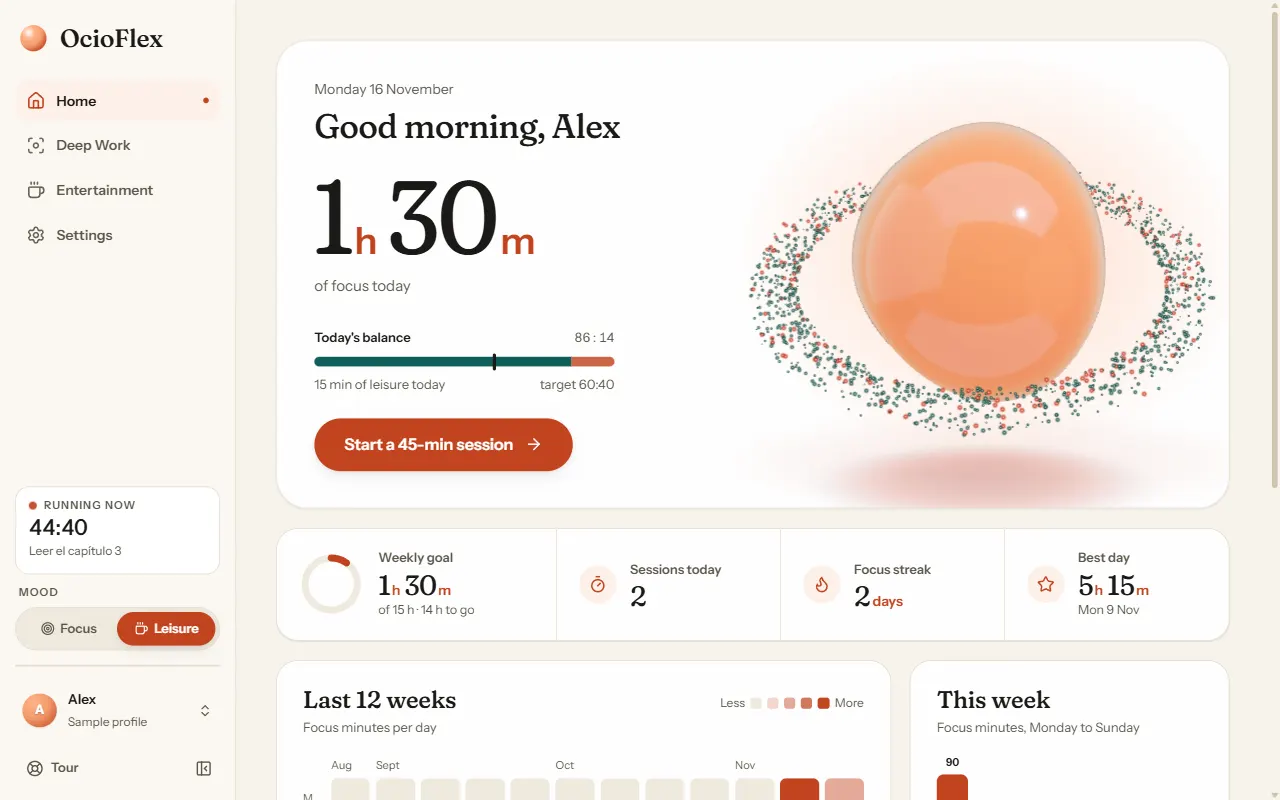 OcioFlex
Home
Deep Work
Entertainment
Settings
RUNNING NOW
44:40
Leer el capítulo 3
MOOD
Focus
Leisure
A
Alex
Sample profile
Tour
Monday 16 November
Good morning, Alex
1h 30m
of focus today
Today's balance
86 : 14
15 min of leisure today
target 60:40
Start a 45-min session
Weekly goal
1h 30m
of 15 h · 14 h to go
Sessions today
2
Focus streak
2 days
Best day
5h 15m
Mon 9 Nov
Last 12 weeks
Focus minutes per day
Less
More
Aug Sept Oct Nov
M
This week
Focus minutes, Monday to Sunday
90